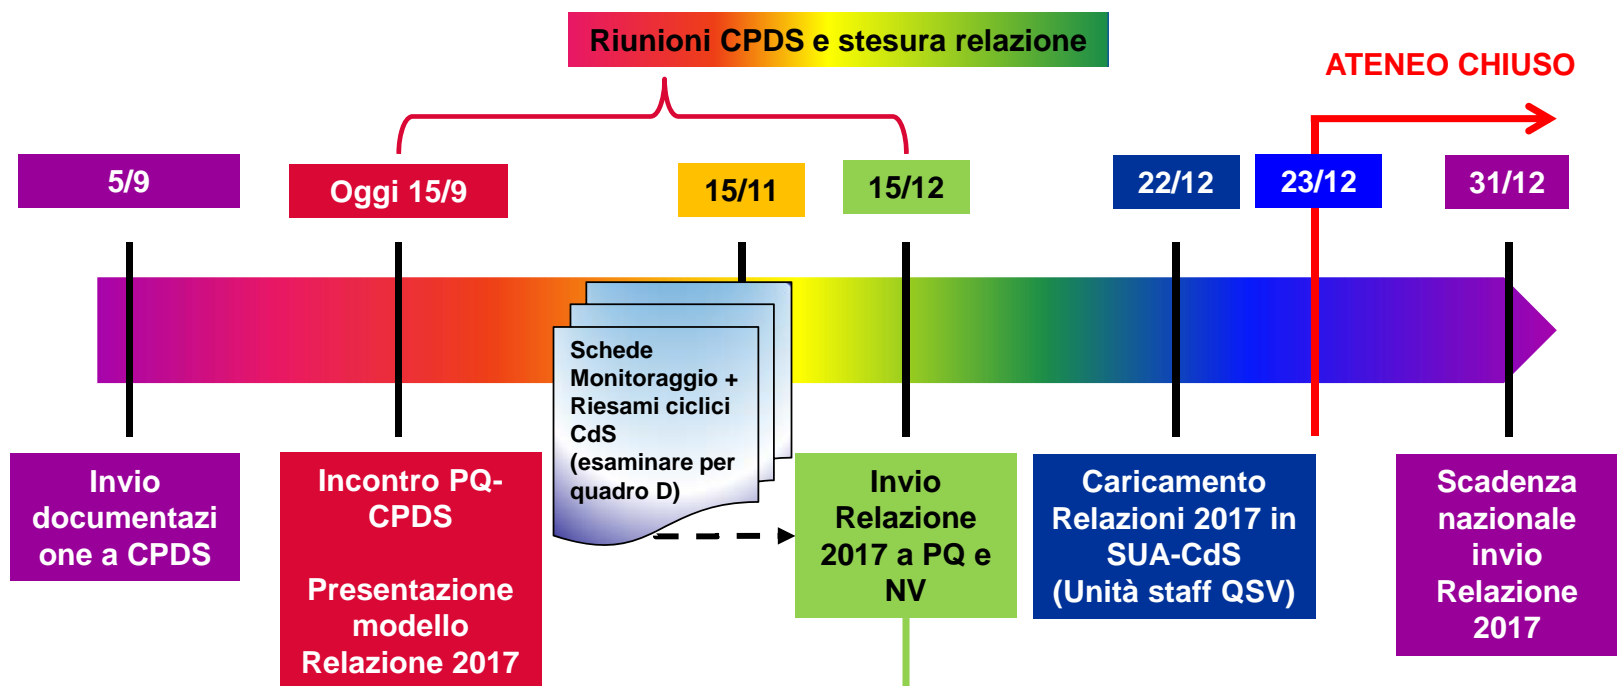 Riunioni CPDS e stesura relazione
ATENEO CHIUSO
5/9
Oggi 15/9
15/11
15/12
22/12
23/12
31/12
Schede
Monitoraggio +
Riesami ciclici
CdS
(esaminare per
quadro D)
Invio
documentazi
one a CPDS
Incontro PQ-
CPDS
Presentazione
modello
Relazione 2017
Invio
Relazione
2017 a PQ e
NV
Caricamento
Relazioni 2017 in
SUA-CdS
(Unità staff QSV)
Scadenza
nazionale
invio
Relazione
2017